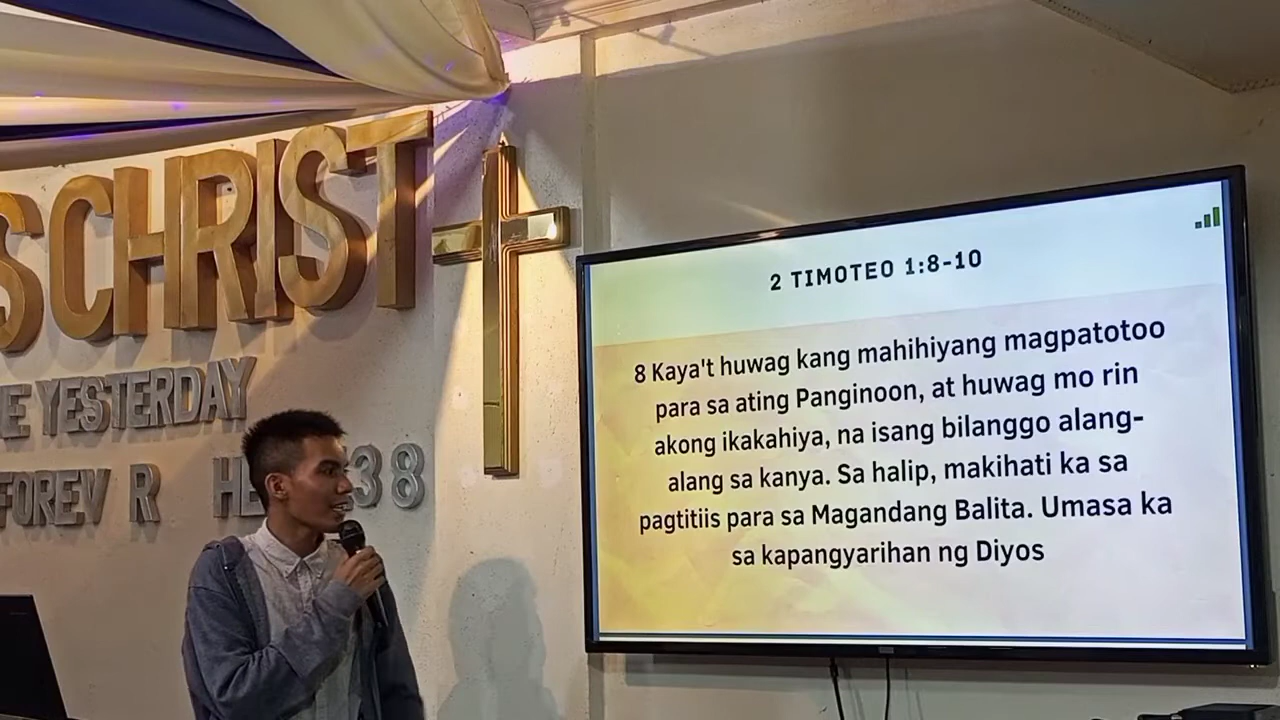 SCHRIST
E YESTERDAY
FOREV R HE 38
2 TIMOTEO 1:8-10
8 Kaya't huwag kang mahihiyang magpatotoo
para sa ating Panginoon, at huwag mo rin
akong ikakahiya, na isang bilanggo alang-
alang sa kanya. Sa halip, makihati ka sa
pagtitiis para sa Magandang Balita. Umasa ka
sa kapangyarihan ng Diyos